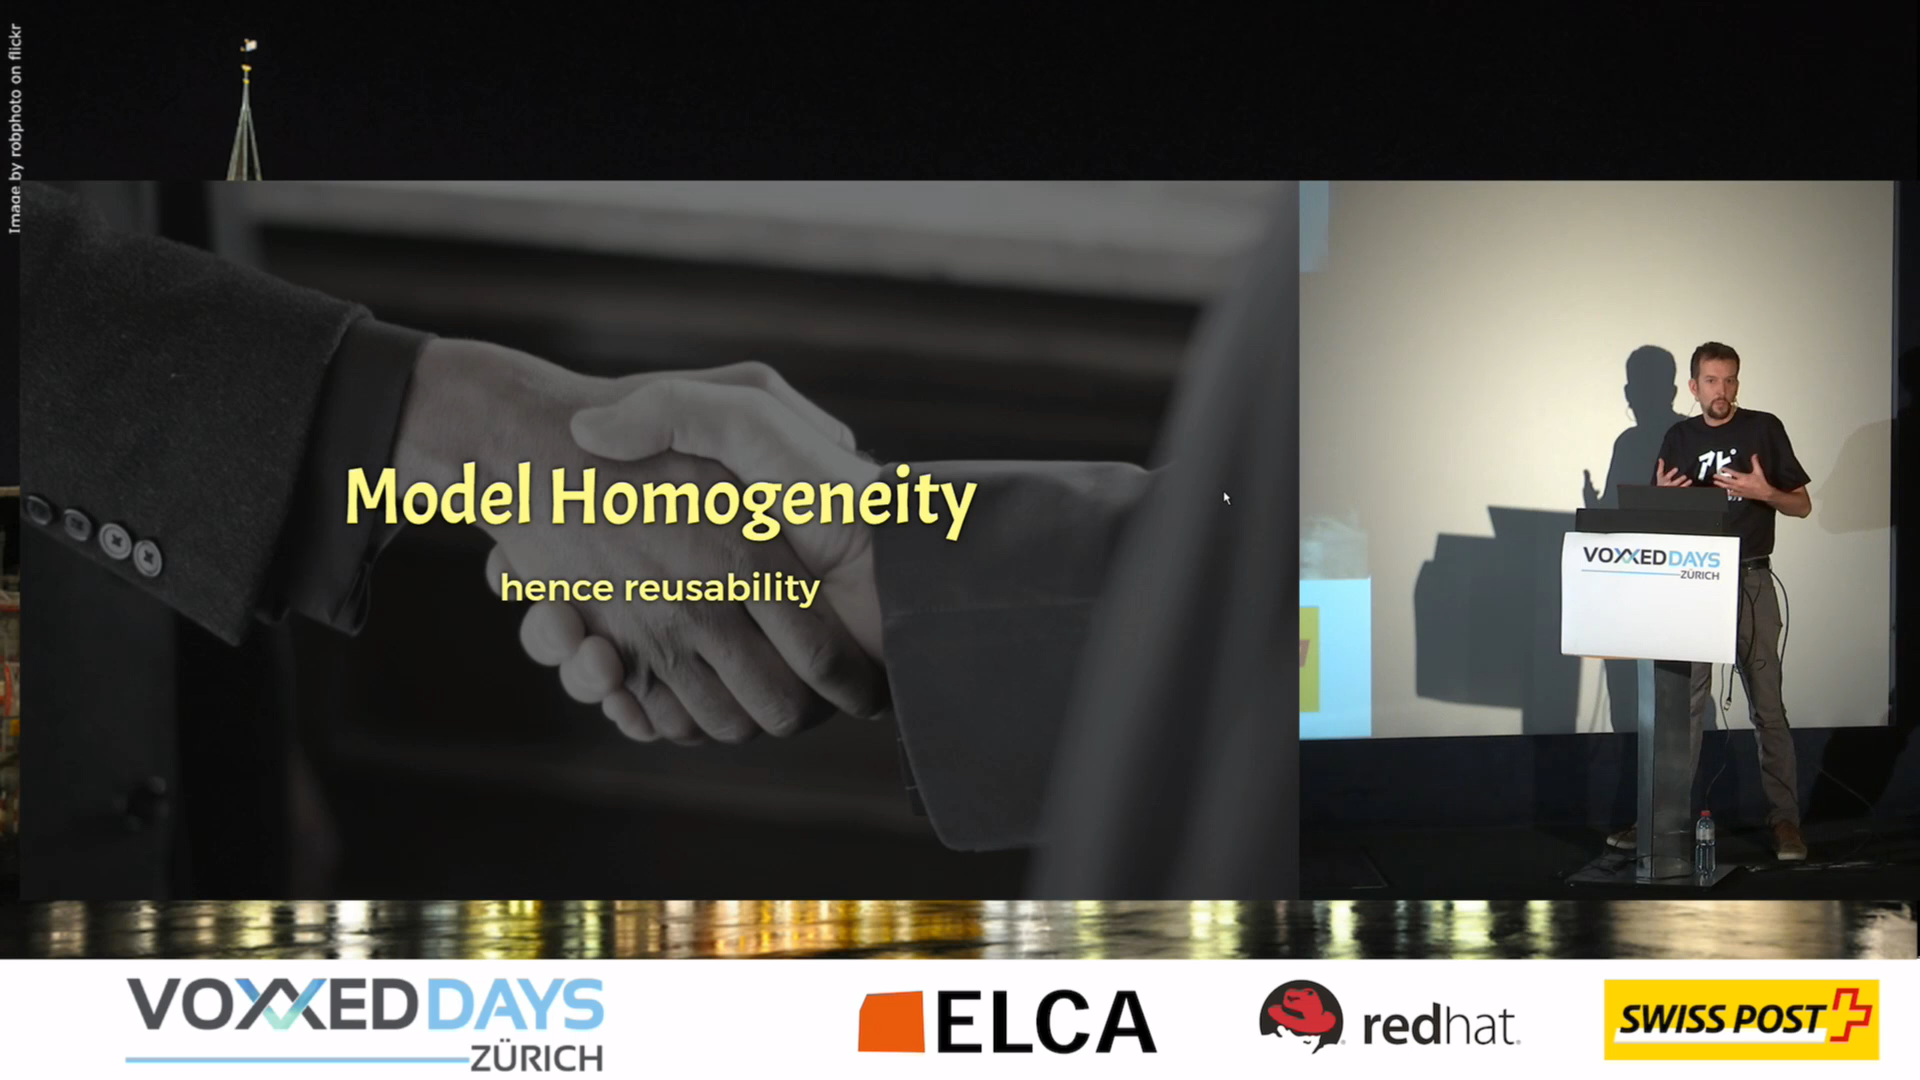 Image by robphoto on flickr
Model Homogeneity
hence reusability
VOXXED DAYS
ZÜRICH
VOXXED DAYS
ZÜRICH
ELCA
redhat.
SWISS POST